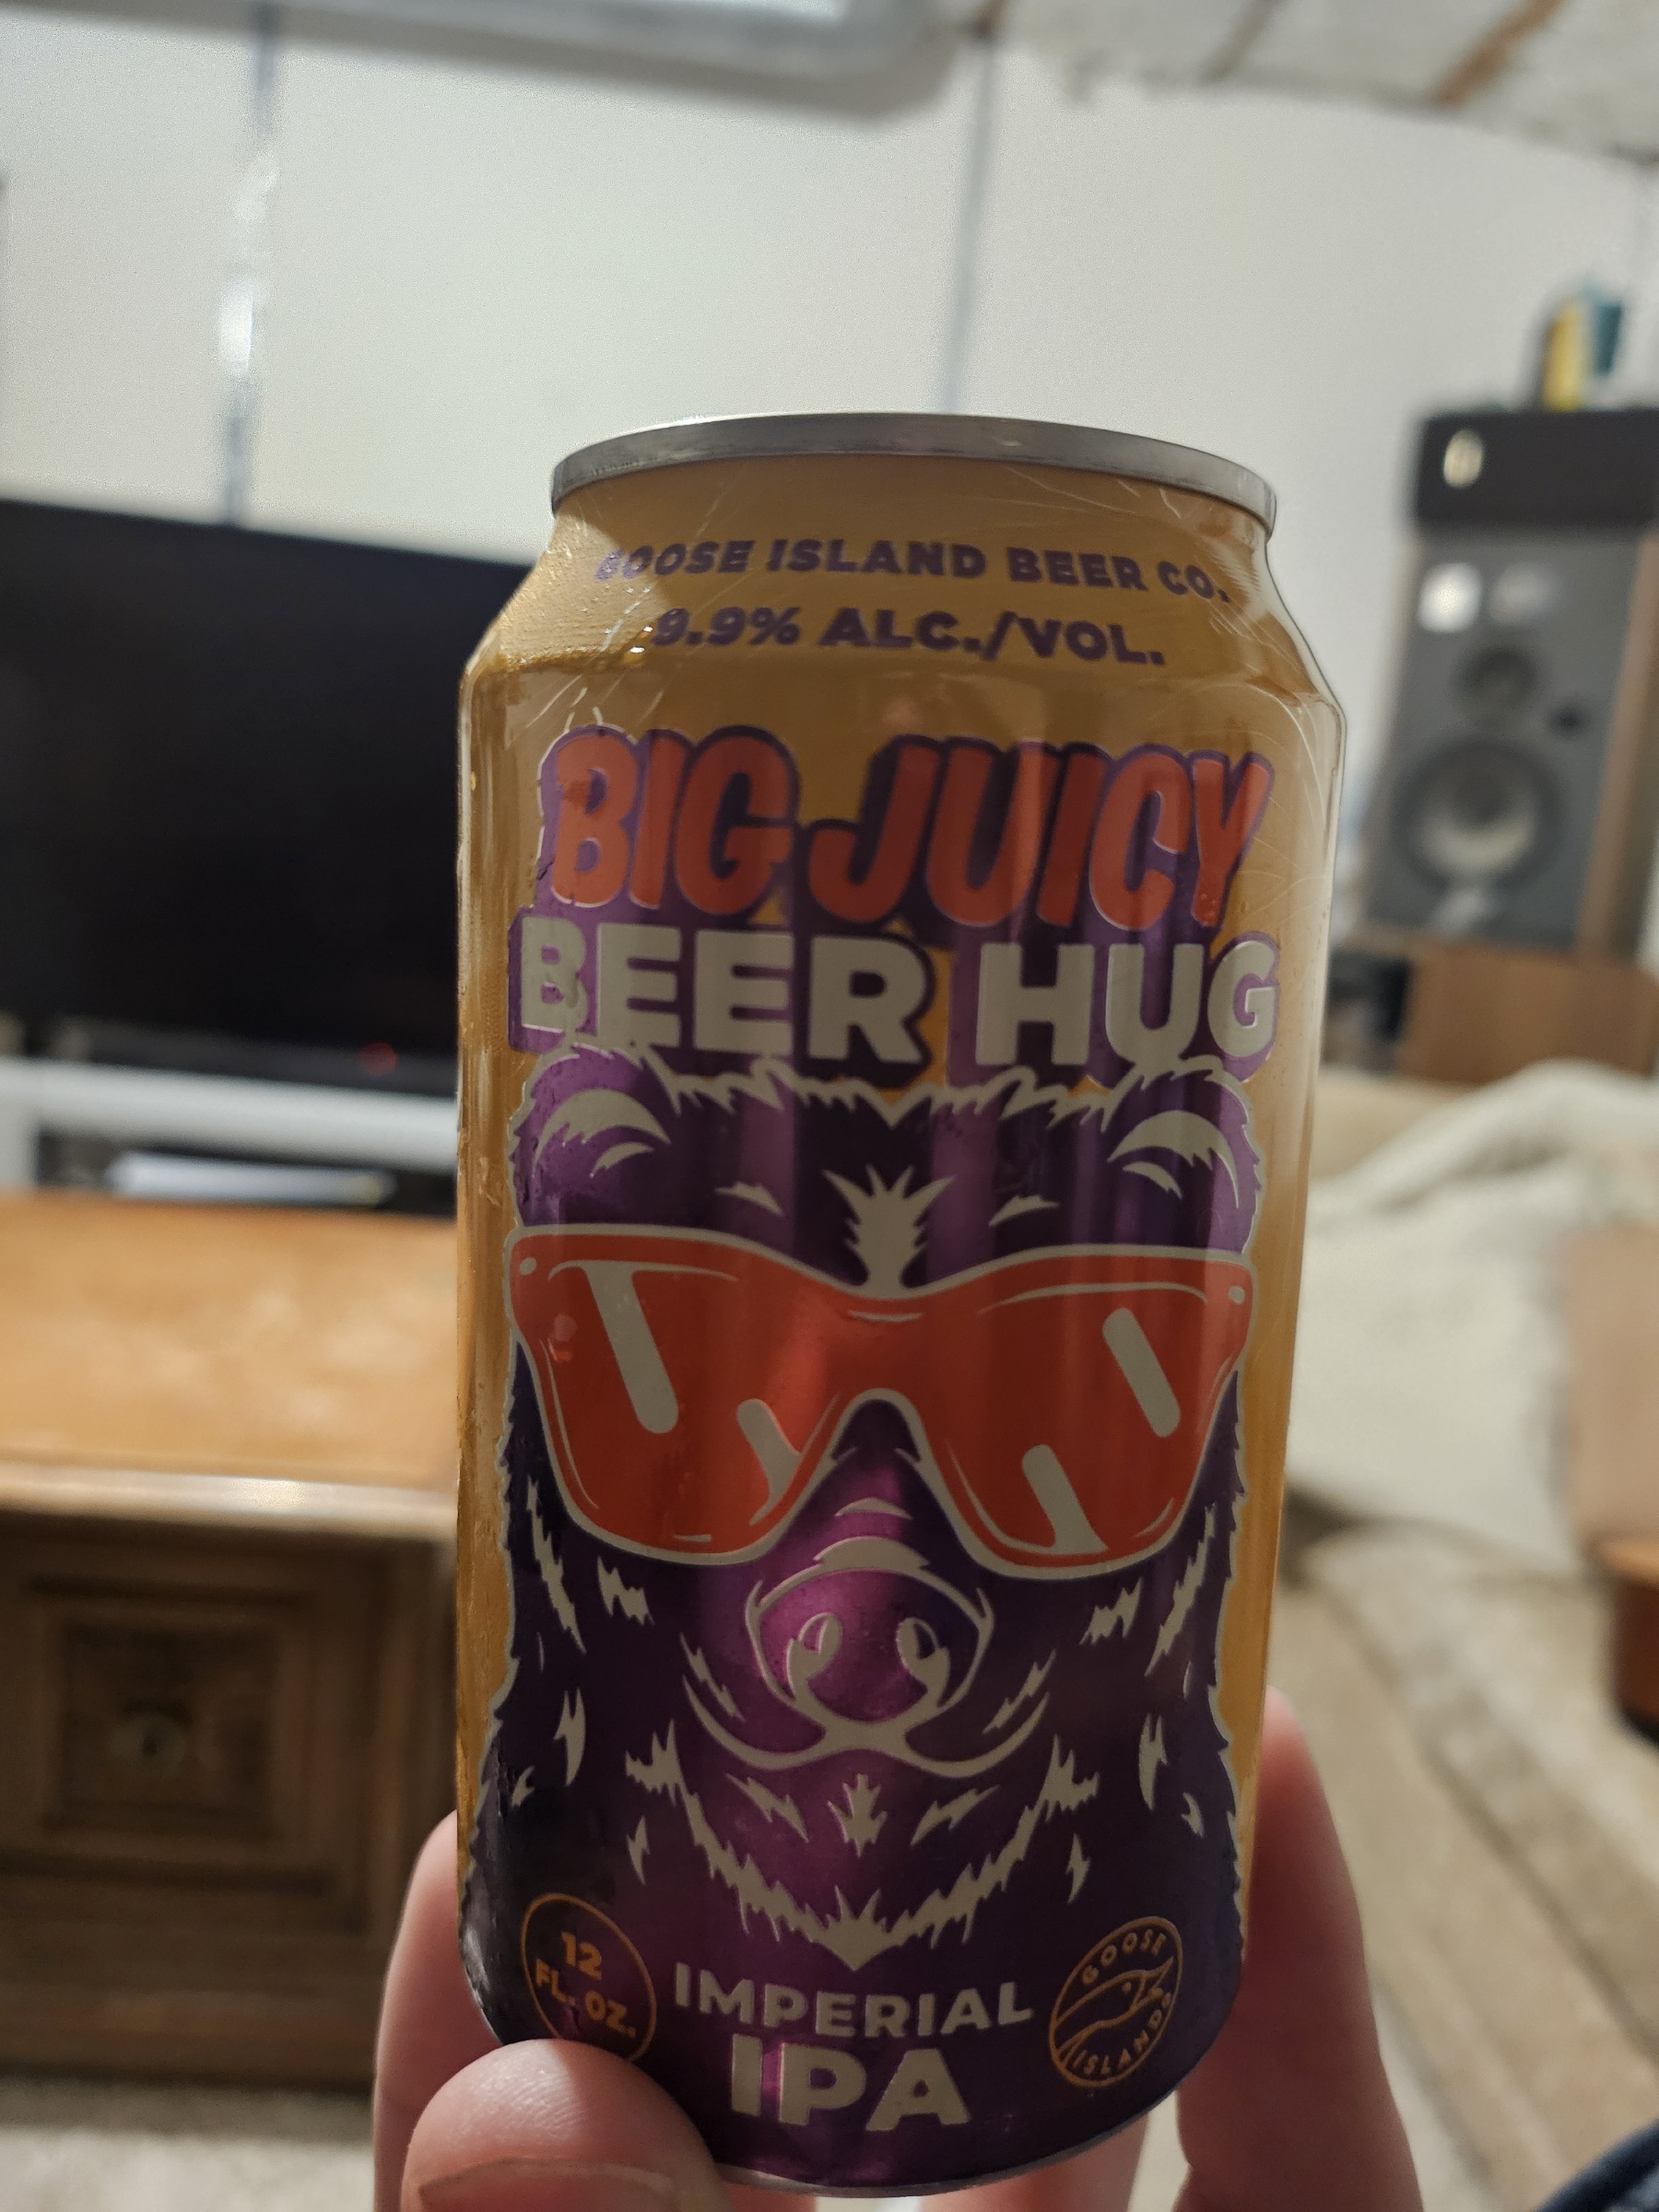 GOOSE ISLAND BEER CO.
9.9% ALC./VOL.
BIG JUICY
BEER HUG
12
FL. OZ.
IMPERIAL
IPA
GOOSE
ISLAND